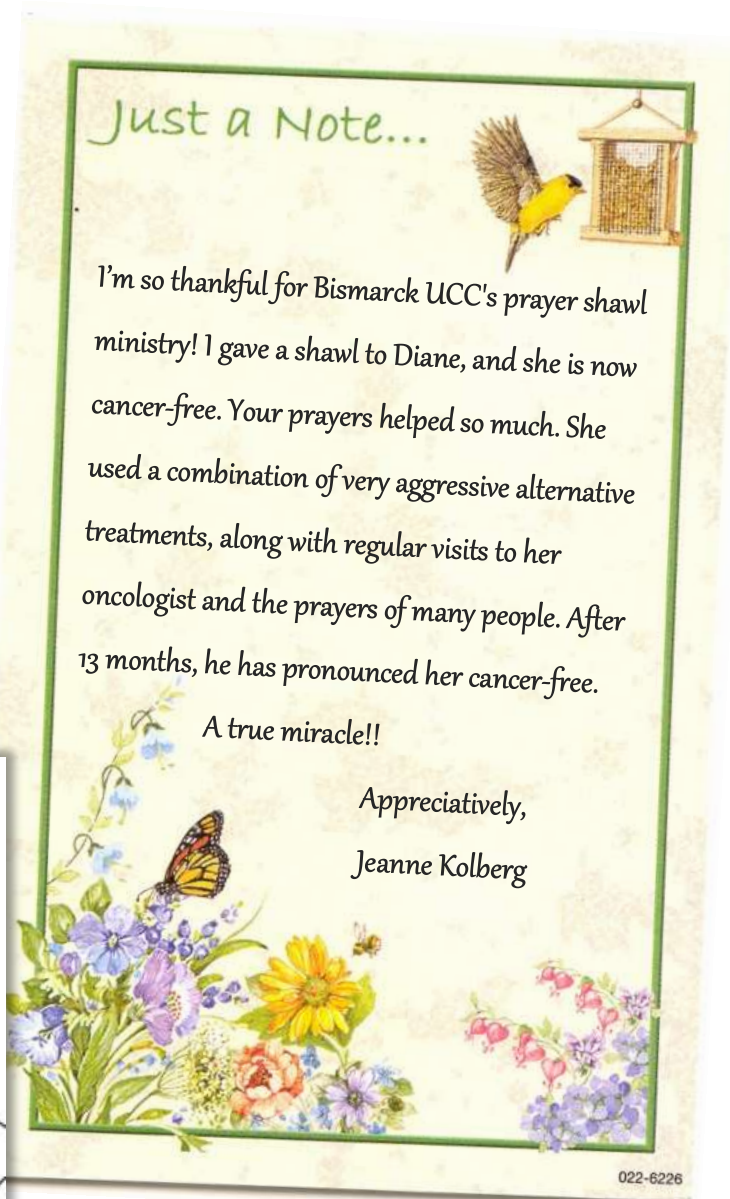 Just a Note...
I'm so thankful for Bismarck UCC's prayer shawl
ministry! I gave a shawl to Diane, and she is now
cancer-free. Your prayers helped so much. She
used a combination of very aggressive alternative
treatments, along with regular visits to her
oncologist and the prayers of many people. After
13 months, he has pronounced her cancer-free.
A true miracle!!
Appreciatively,
Jeanne Kolberg
022-6226